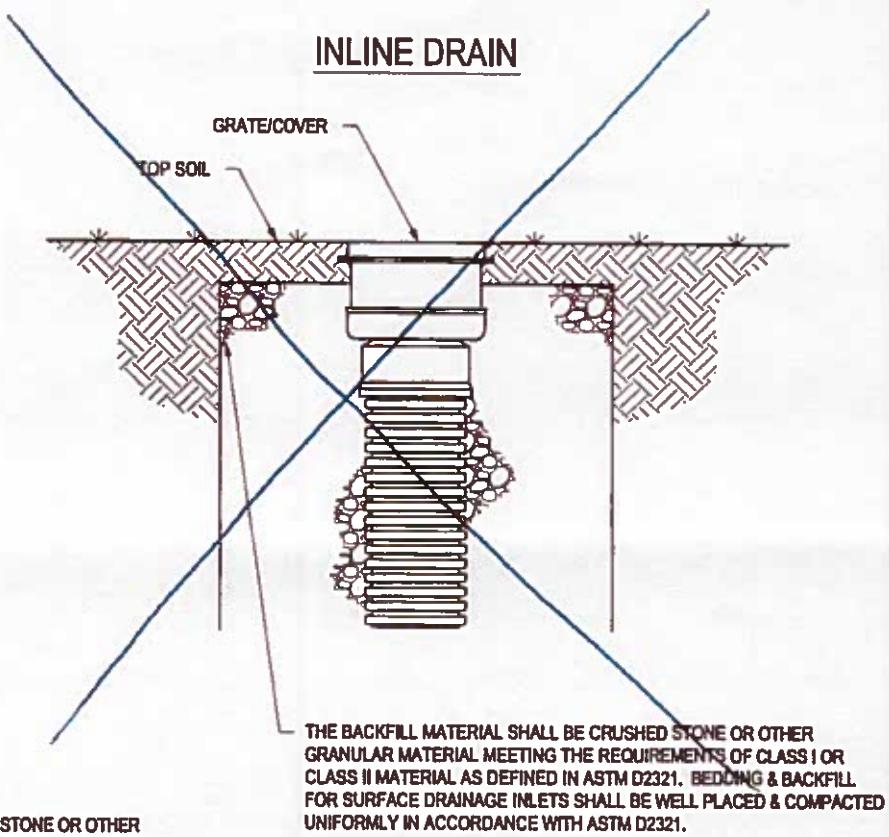 INLINE DRAIN
GRATE/COVER
TOP SOIL
THE BACKFILL MATERIAL SHALL BE CRUSHED STONE OR OTHER
GRANULAR MATERIAL MEETING THE REQUIREMENTS OF CLASS I OR
CLASS II MATERIAL AS DEFINED IN ASTM D2321. BEDDING & BACKFILL
FOR SURFACE DRAINAGE INLETS SHALL BE WELL PLACED & COMPACTED
UNIFORMLY IN ACCORDANCE WITH ASTM D2321.
STONE OR OTHER